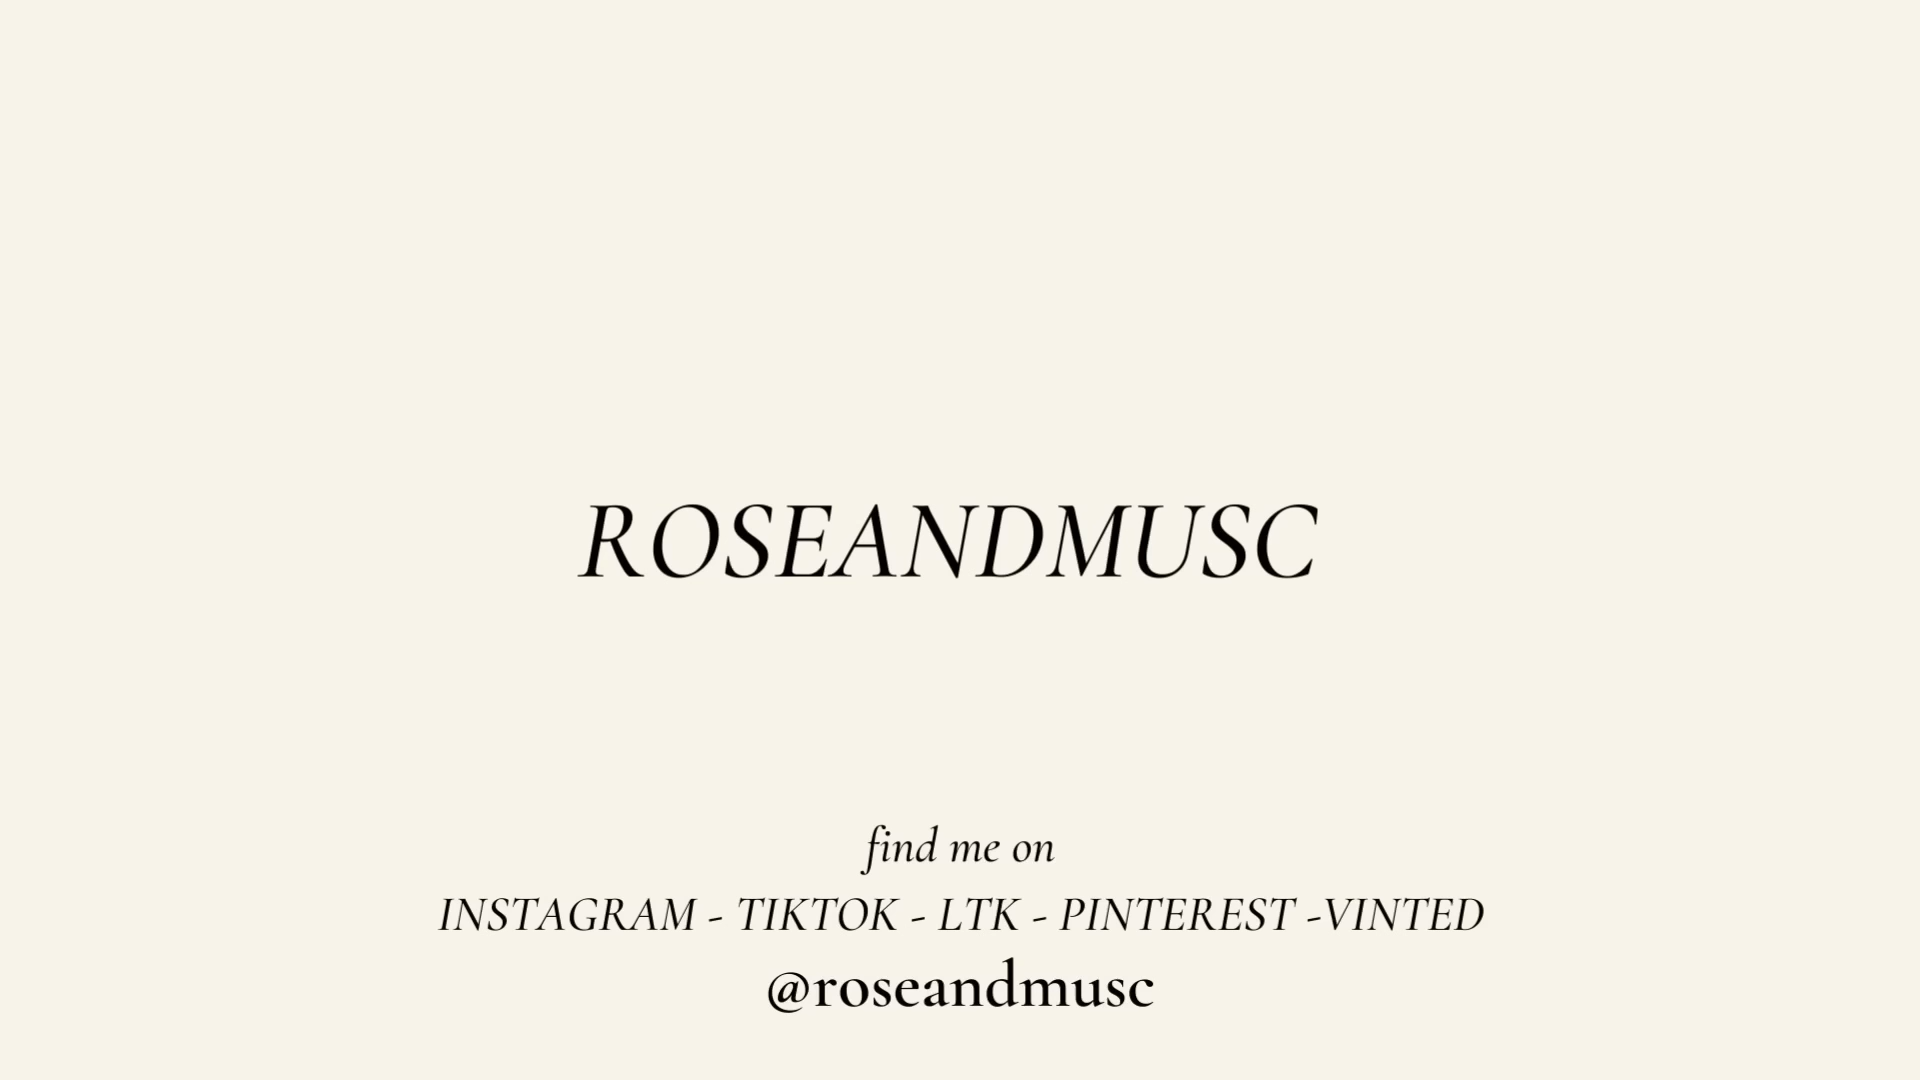 ROSEANDMUSC
find me on
INSTAGRAM - TIKTOK - LTK - PINTEREST -VINTED
@roseandmusc